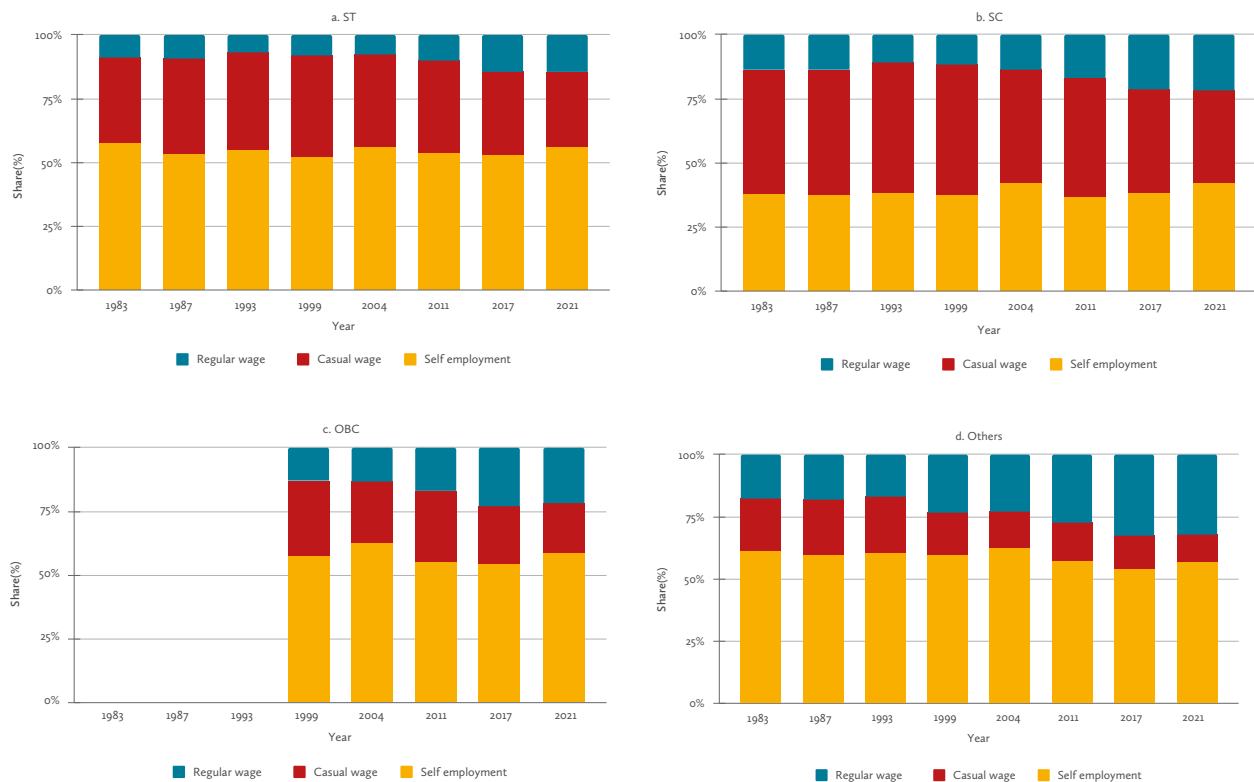 a. ST
100%
75%
50%
25%
0%
Share(%)
1983 1987 1993 1999 2004 2011 2017 2021
Year
Regular wage Casual wage Self employment
b. SC
100%
75%
50%
25%
0%
Share(%)
1983 1987 1993 1999 2004 2011 2017 2021
Year
Regular wage Casual wage Self employment
c. OBC
100%
75%
50%
25%
0%
Share(%)
1983 1987 1993 1999 2004 2011 2017 2021
Year
Regular wage Casual wage Self employment
d. Others
100%
75%
50%
25%
0%
Share(%)
1983 1987 1993 1999 2004 2011 2017 2021
Year
Regular wage Casual wage Self employment